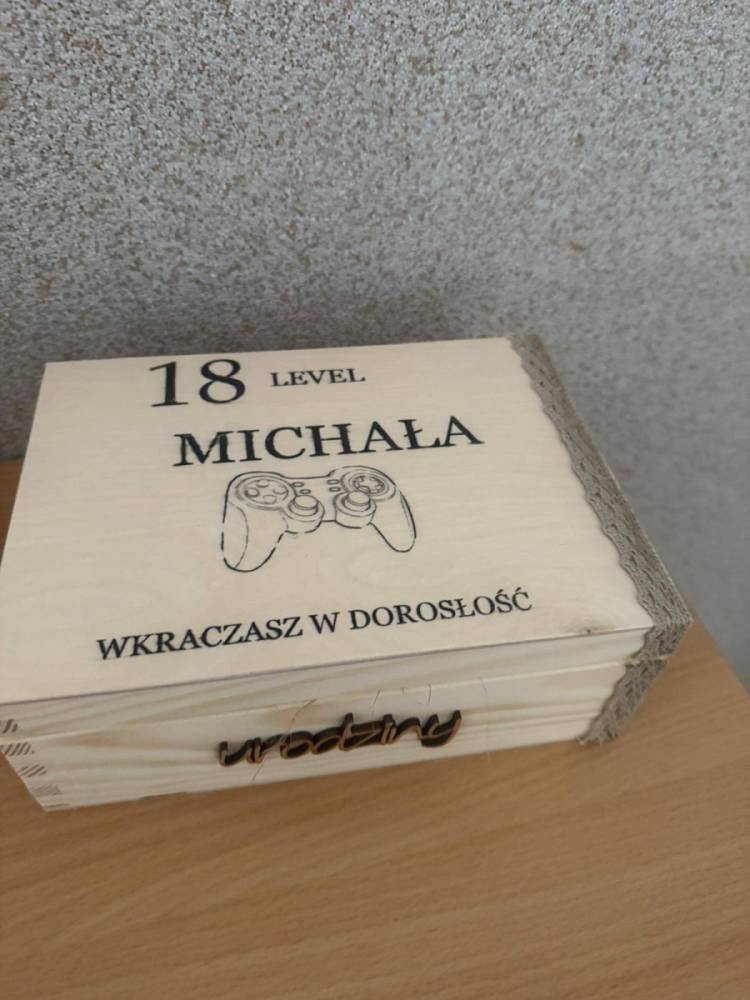 18 LEVEL
MICHAŁA
WKRACZASZ W DOROSŁOŚĆ
urodziny